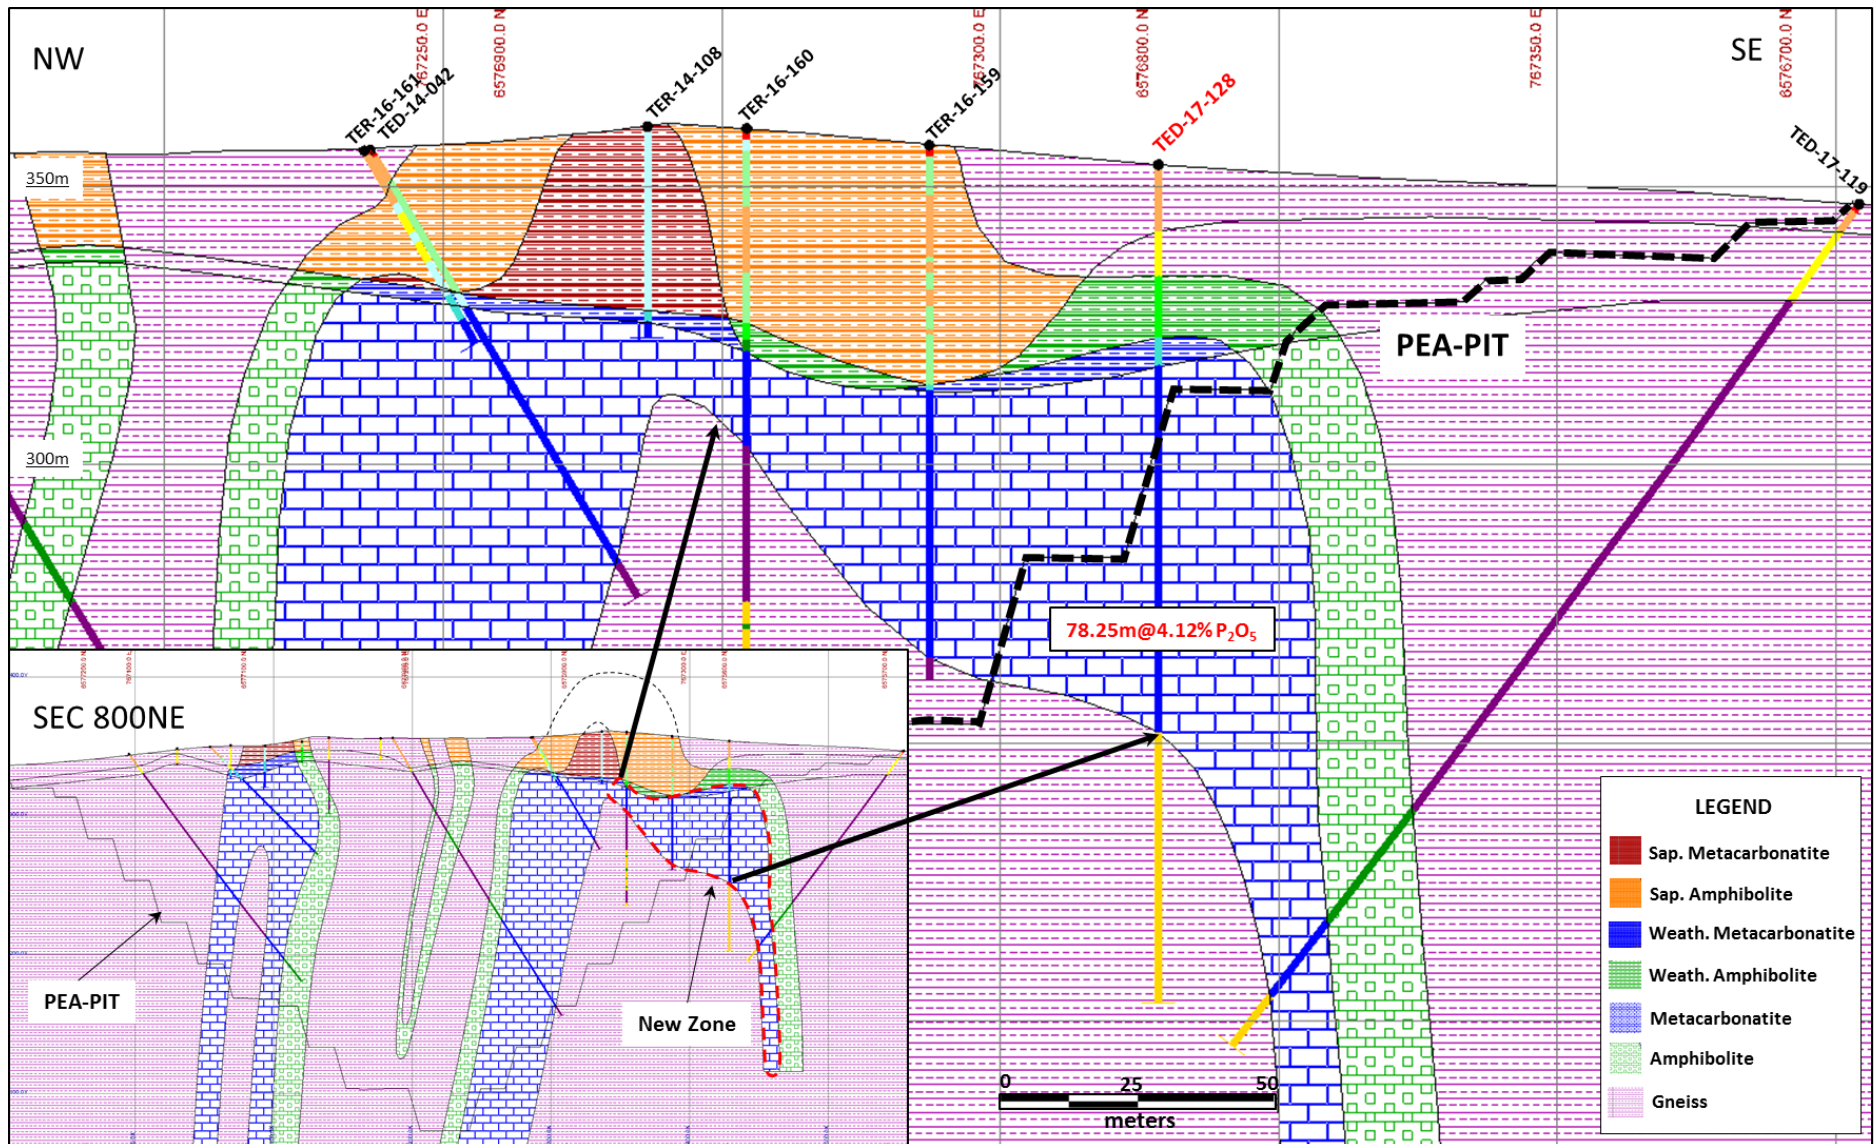 NW
SE
767250.0 E
6576900.0 N
767300.0 E
6576800.0 N
767350.0 E
6576700.0 N
TER-16-161
TED-14-042
TER-14-108
TER-16-160
TER-16-159
TED-17-128
TED-17-119
350m
300m
PEA-PIT
78.25m@4.12% P₂O₅
SEC 800NE
PEA-PIT
New Zone
LEGEND
Sap. Metacarbonatite
Sap. Amphibolite
Weath. Metacarbonatite
Weath. Amphibolite
Metacarbonatite
Amphibolite
Gneiss
0 25 50
meters